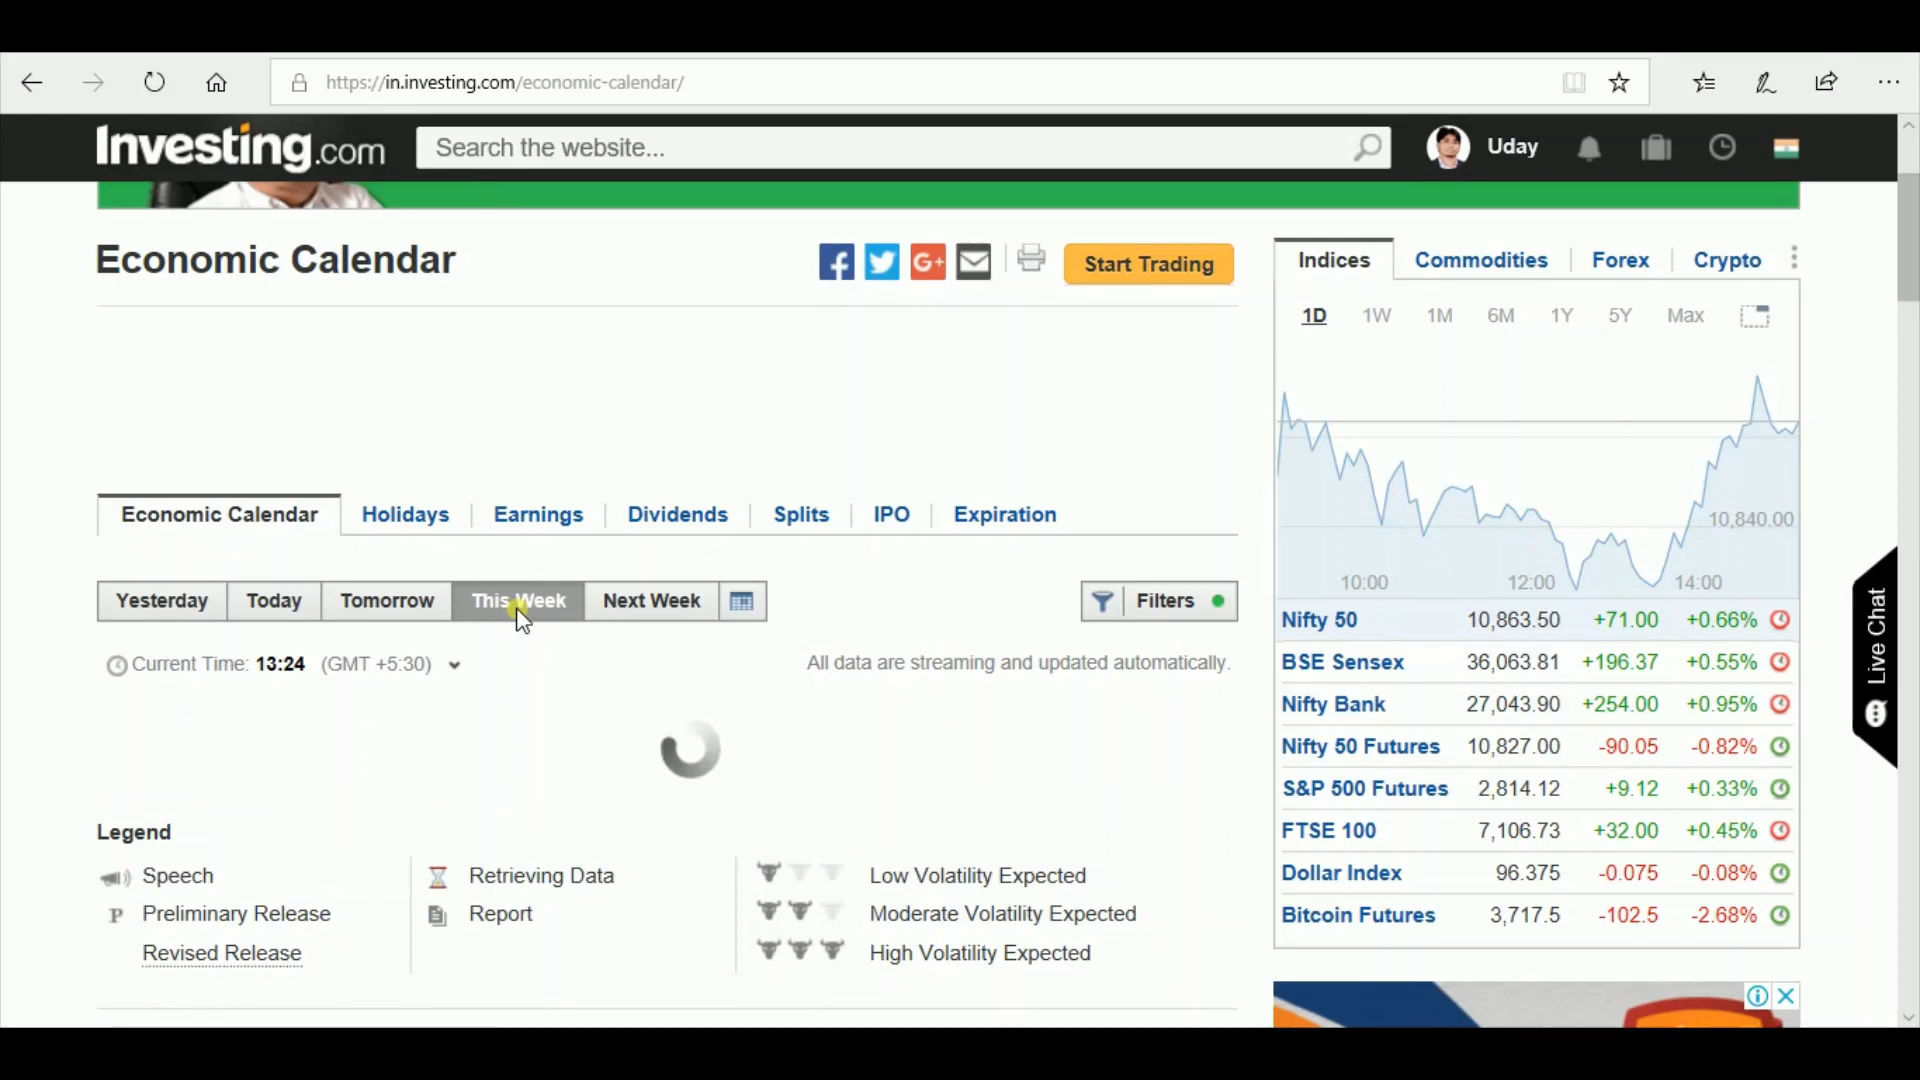 https://in.investing.com/economic-calendar/
Investing.com
Search the website...
Uday
Economic Calendar
G+
Start Trading
Indices
Commodities
Forex
Crypto
1D 1W 1M 6M 1Y 5Y Max
10,840.00
10:00 12:00 14:00
Economic Calendar
Holidays
Earnings
Dividends
Splits
IPO
Expiration
Yesterday
Today
Tomorrow
This Week
Next Week
Filters
Current Time: 13:24 (GMT +5:30)
All data are streaming and updated automatically.
Nifty 50 10,863.50 +71.00 +0.66%
BSE Sensex 36,063.81 +196.37 +0.55%
Nifty Bank 27,043.90 +254.00 +0.95%
Nifty 50 Futures 10,827.00 -90.05 -0.82%
S&P 500 Futures 2,814.12 +9.12 +0.33%
FTSE 100 7,106.73 +32.00 +0.45%
Dollar Index 96.375 -0.075 -0.08%
Bitcoin Futures 3,717.5 -102.5 -2.68%
Live Chat
Legend
Speech
P Preliminary Release
Revised Release
Retrieving Data
Report
Low Volatility Expected
Moderate Volatility Expected
High Volatility Expected